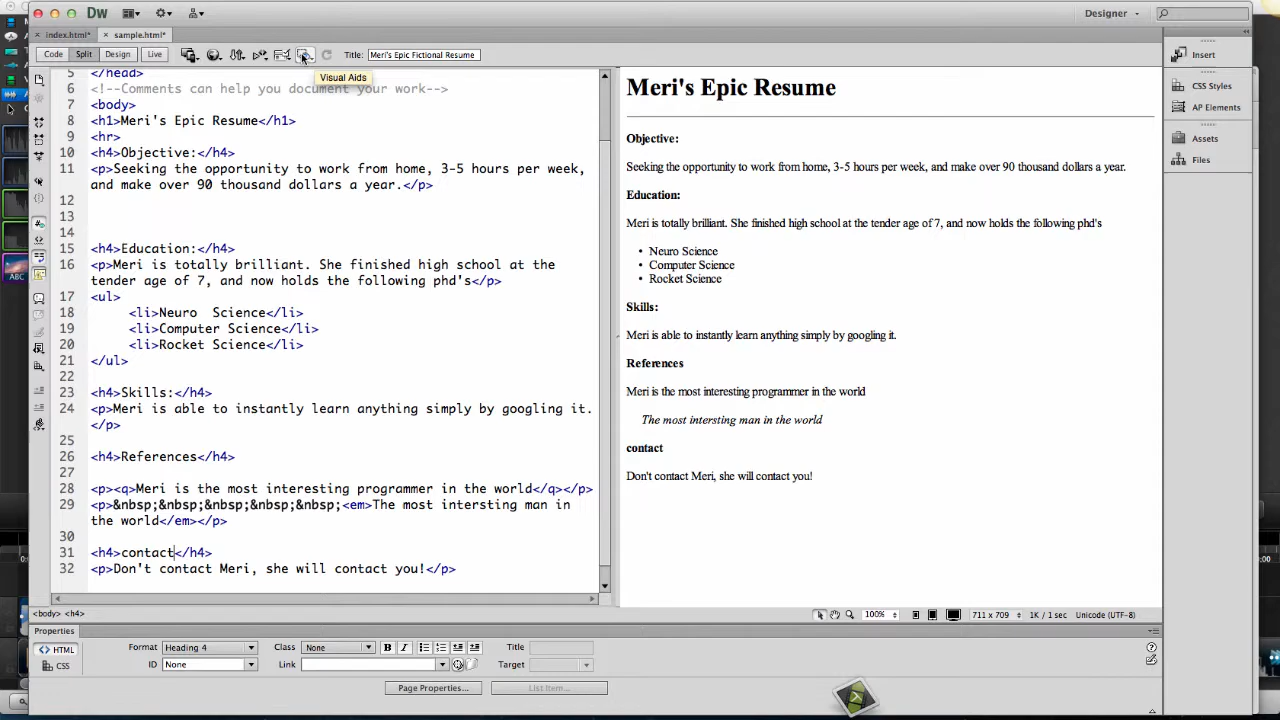 Dw
Designer
index.html*
sample.html*
Code
Split
Design
Live
Title:
Meri's Epic Fictional Resume
Visual Aids
5 </head>
6 <!--Comments can help you document your work-->
7 <body>
8 <h1>Meri's Epic Resume</h1>
9 <hr>
10 <h4>Objective:</h4>
11 <p>Seeking the opportunity to work from home, 3-5 hours per week,
and make over 90 thousand dollars a year.</p>
12
13
14
15 <h4>Education:</h4>
16 <p>Meri is totally brilliant. She finished high school at the
tender age of 7, and now holds the following phd's</p>
17 <ul>
18 <li>Neuro  Science</li>
19 <li>Computer Science</li>
20 <li>Rocket Science</li>
21 </ul>
22
23 <h4>Skills:</h4>
24 <p>Meri is able to instantly learn anything simply by googling it.
</p>
25
26 <h4>References</h4>
27
28 <p><q>Meri is the most interesting programmer in the world</q></p>
29 <p>&nbsp;&nbsp;&nbsp;&nbsp;&nbsp;<em>The most intersting man in
the world</em></p>
30
31 <h4>contact</h4>
32 <p>Don't contact Meri, she will contact you!</p>
Meri's Epic Resume
Objective:
Seeking the opportunity to work from home, 3-5 hours per week, and make over 90 thousand dollars a year.
Education:
Meri is totally brilliant. She finished high school at the tender age of 7, and now holds the following phd's
• Neuro Science
• Computer Science
• Rocket Science
Skills:
Meri is able to instantly learn anything simply by googling it.
References
Meri is the most interesting programmer in the world
The most intersting man in the world
contact
Don't contact Meri, she will contact you!
Insert
CSS Styles
AP Elements
Assets
Files
ABC
<body> <h4>
100%
711 x 709
1K / 1 sec
Unicode (UTF-8)
Properties
<> HTML
CSS
Format
Heading 4
Class
None
B I
Title
ID
None
Link
Target
Page Properties...
List Item...
:00